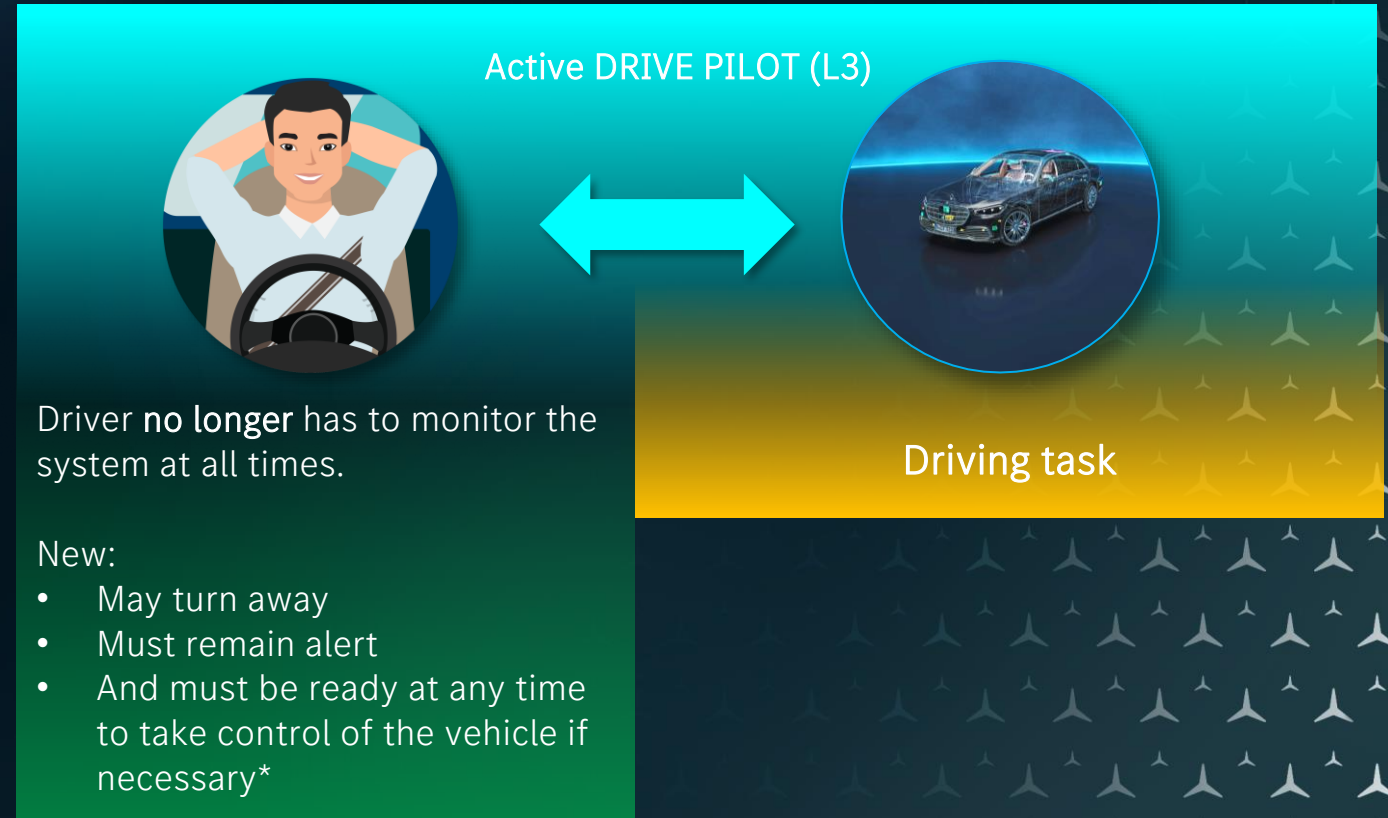 Active DRIVE PILOT (L3)
Driver no longer has to monitor the
system at all times.
New:
• May turn away
• Must remain alert
• And must be ready at any time
to take control of the vehicle if
necessary*
Driving task